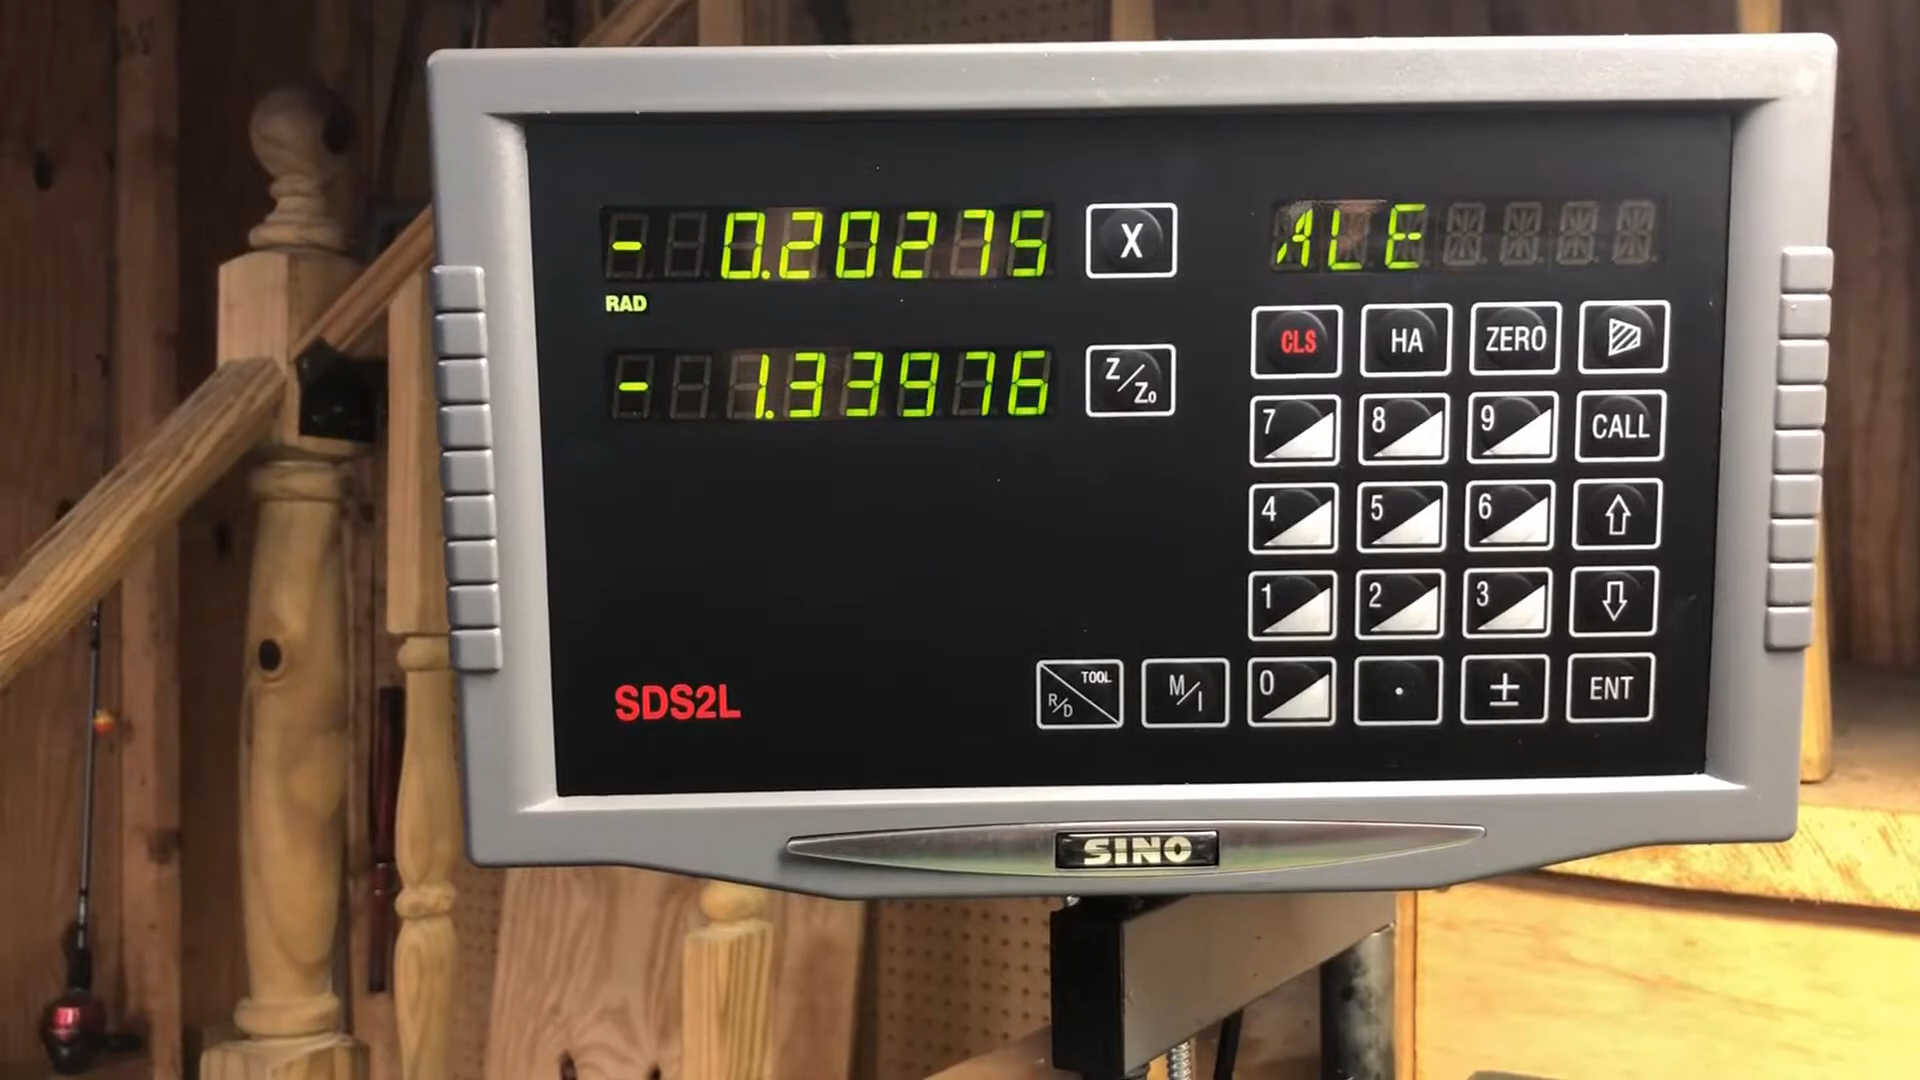 - 0.20275 X ALE
RAD
- 1.33976 Z/Z₀
CLS HA ZERO
7 8 9 CALL
4 5 6
1 2 3
SDS2L R/D TOOL M/I 0 . ± ENT
SINO